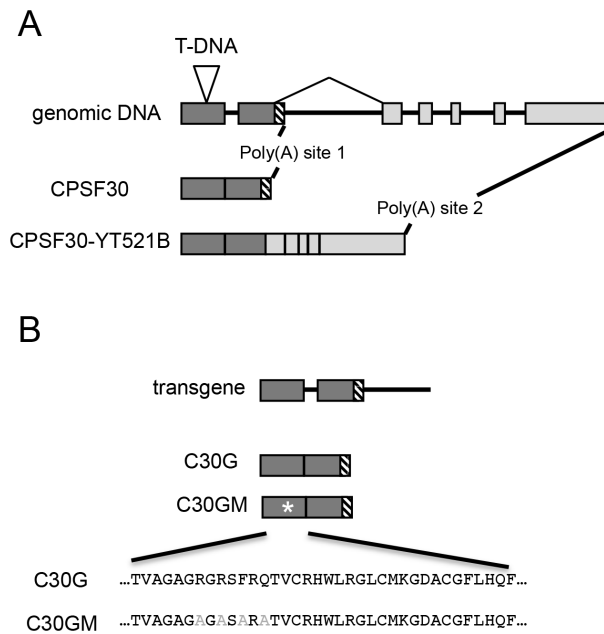 A
T-DNA
genomic DNA
Poly(A) site 1
CPSF30
Poly(A) site 2
CPSF30-YT521B
B
transgene
C30G
C30GM
*
C30G ...TVAGAGRGRSFRQTVCRHWLRGLCMKGDACGFLHQF...
C30GM ...TVAGAGAGASARATVCRHWLRGLCMKGDACGFLHQF...